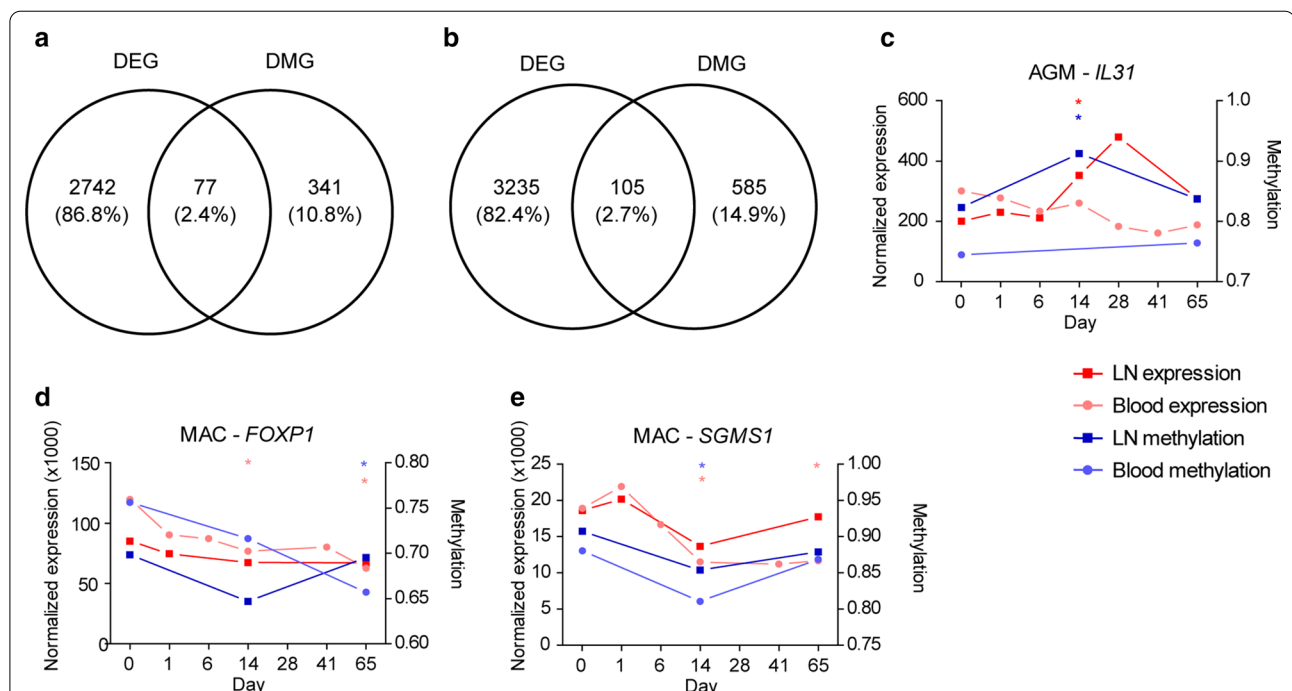 a
DEG DMG
2742 77 341
(86.8%) (2.4%) (10.8%)
b
DEG DMG
3235 105 585
(82.4%) (2.7%) (14.9%)
c
AGM - IL31
Normalized expression
600
400
200
0
* 
*
1.0
0.9
0.8
0.7
Methylation
0 1 6 14 28 41 65
Day
LN expression
Blood expression
LN methylation
Blood methylation
d
MAC - FOXP1
Normalized expression (x1000)
150
100
50
0
* *
*
0.80
0.75
0.70
0.65
0.60
Methylation
0 1 6 14 28 41 65
Day
e
MAC - SGMS1
Normalized expression (x1000)
25
20
15
10
5
0
* *
*
1.00
0.95
0.90
0.85
0.80
0.75
Methylation
0 1 6 14 28 41 65
Day